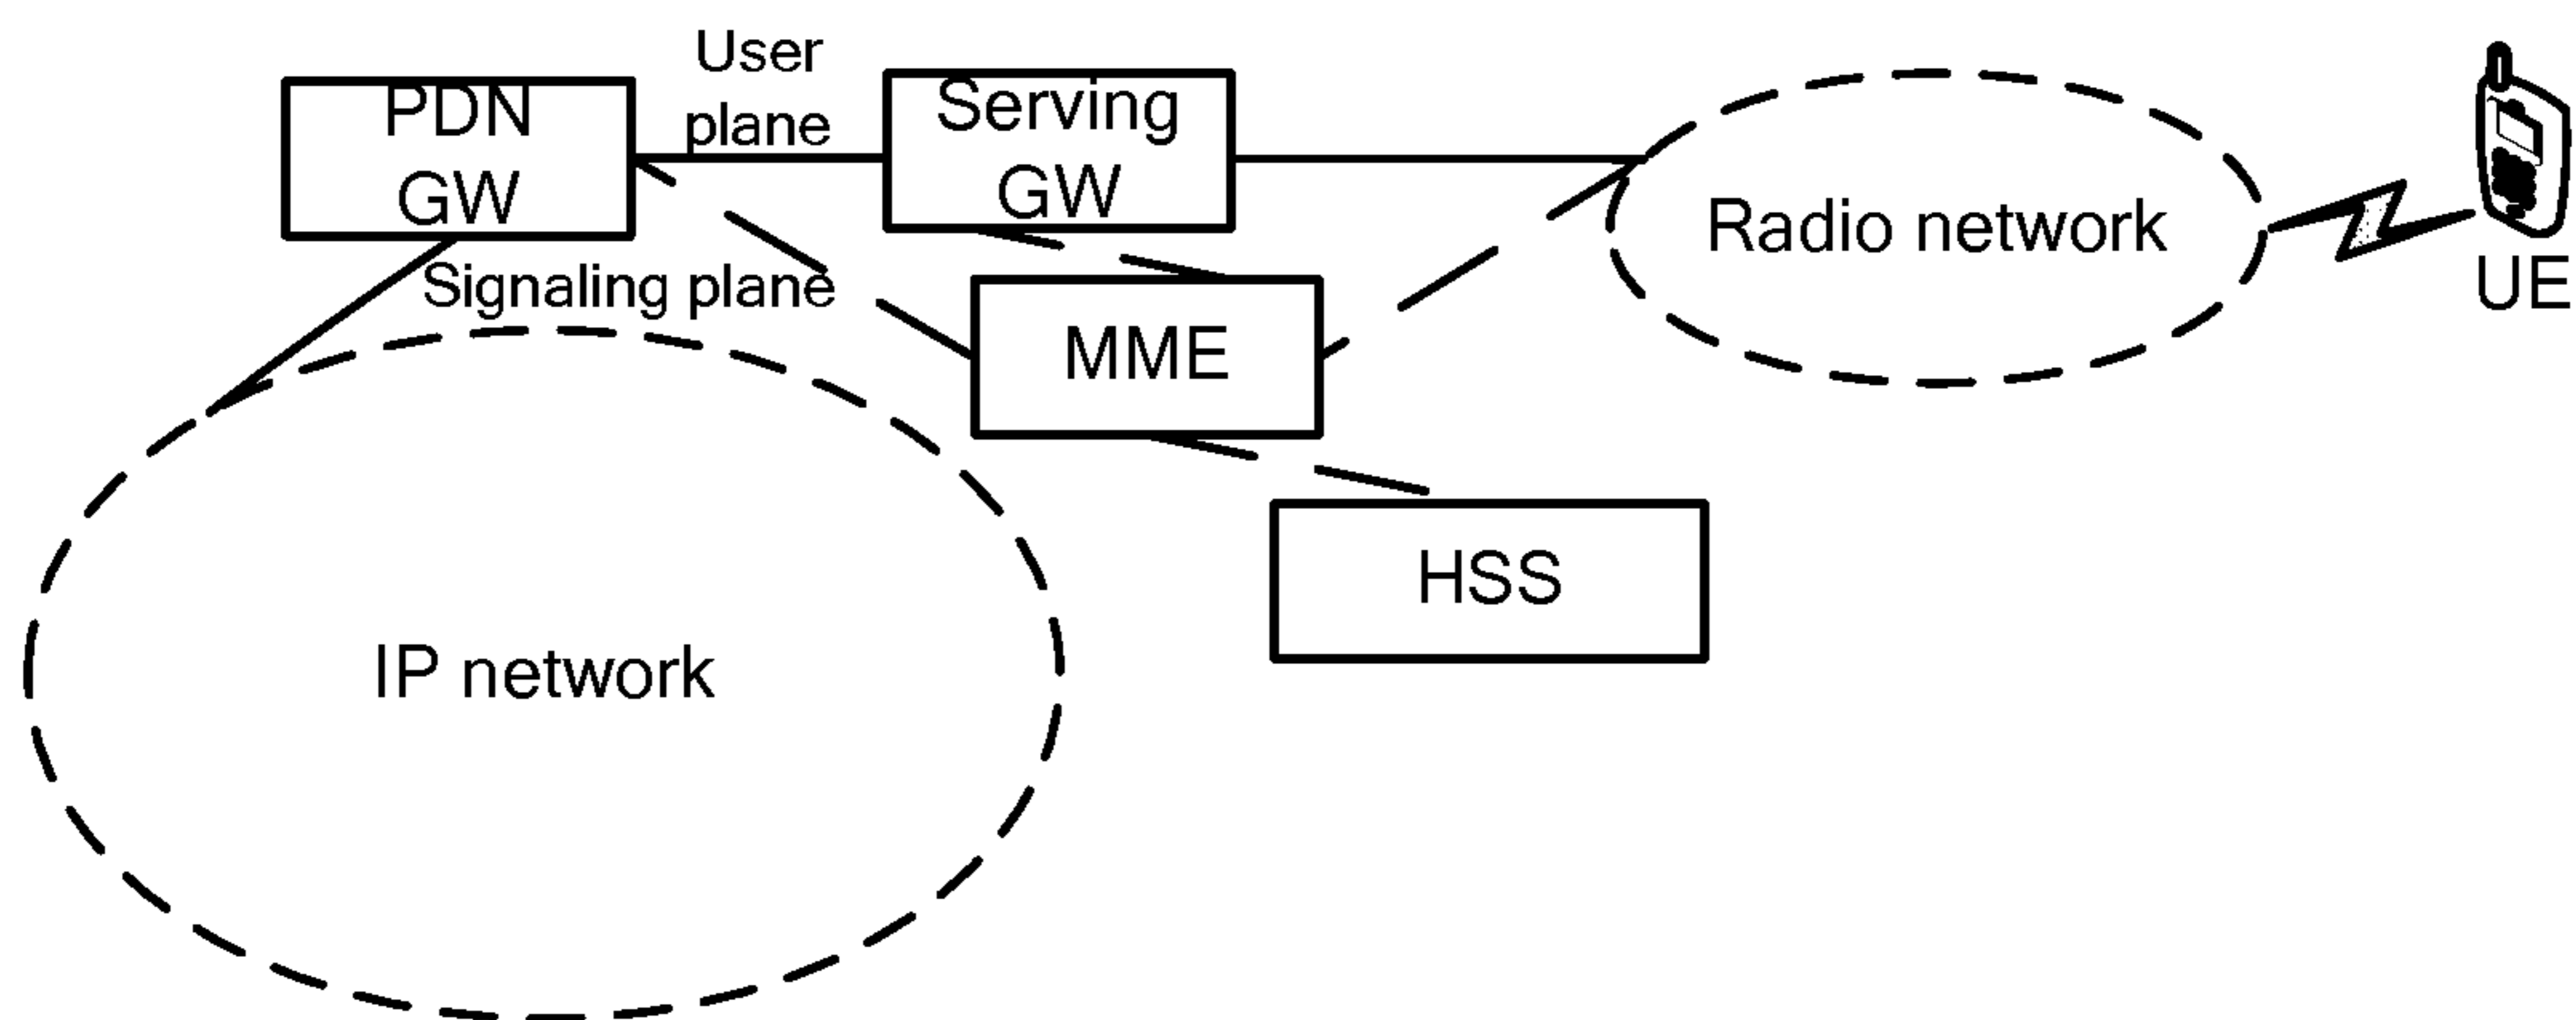 User
plane
PDN
GW
Serving
GW
Radio network
UE
Signaling plane
MME
HSS
IP network